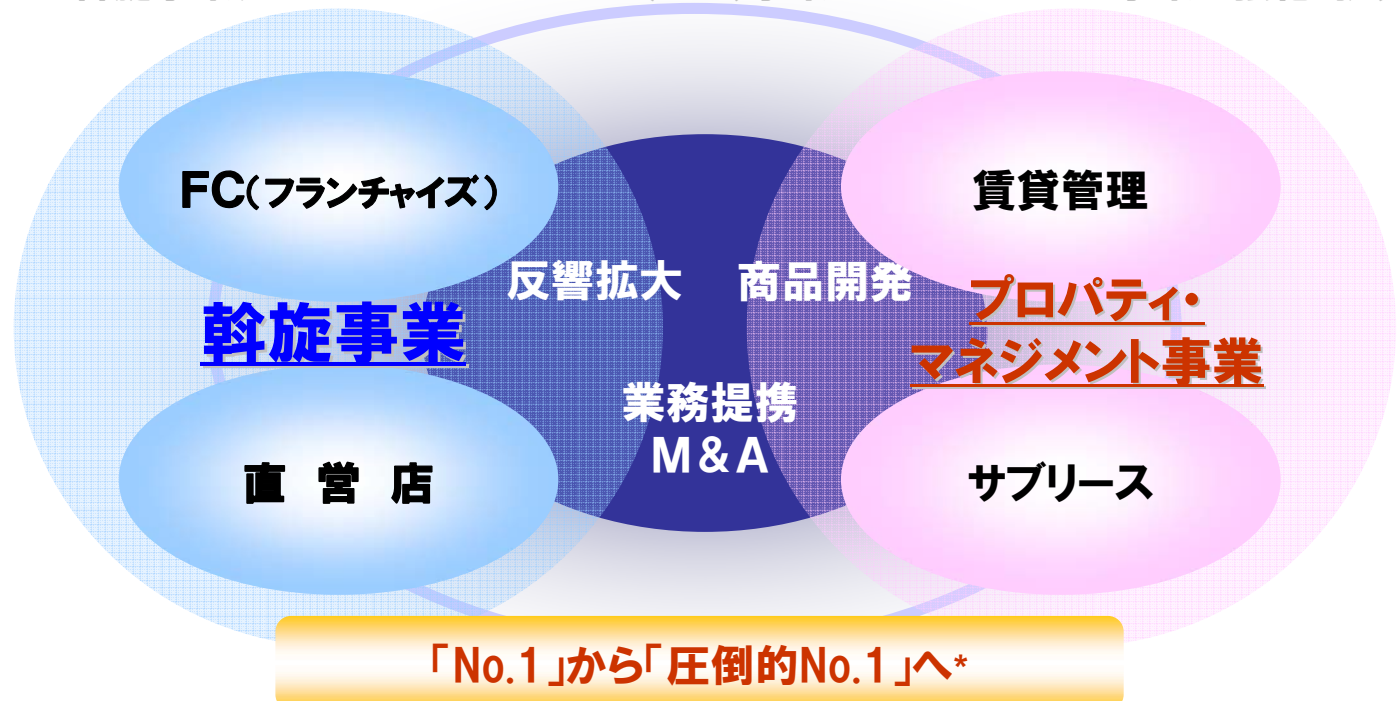 FC(フランチャイズ)
斡旋事業
直 営 店
反響拡大 商品開発
業務提携
M&A
賃貸管理
プロパティ・
マネジメント事業
サブリース
「No.1」から「圧倒的No.1」へ*